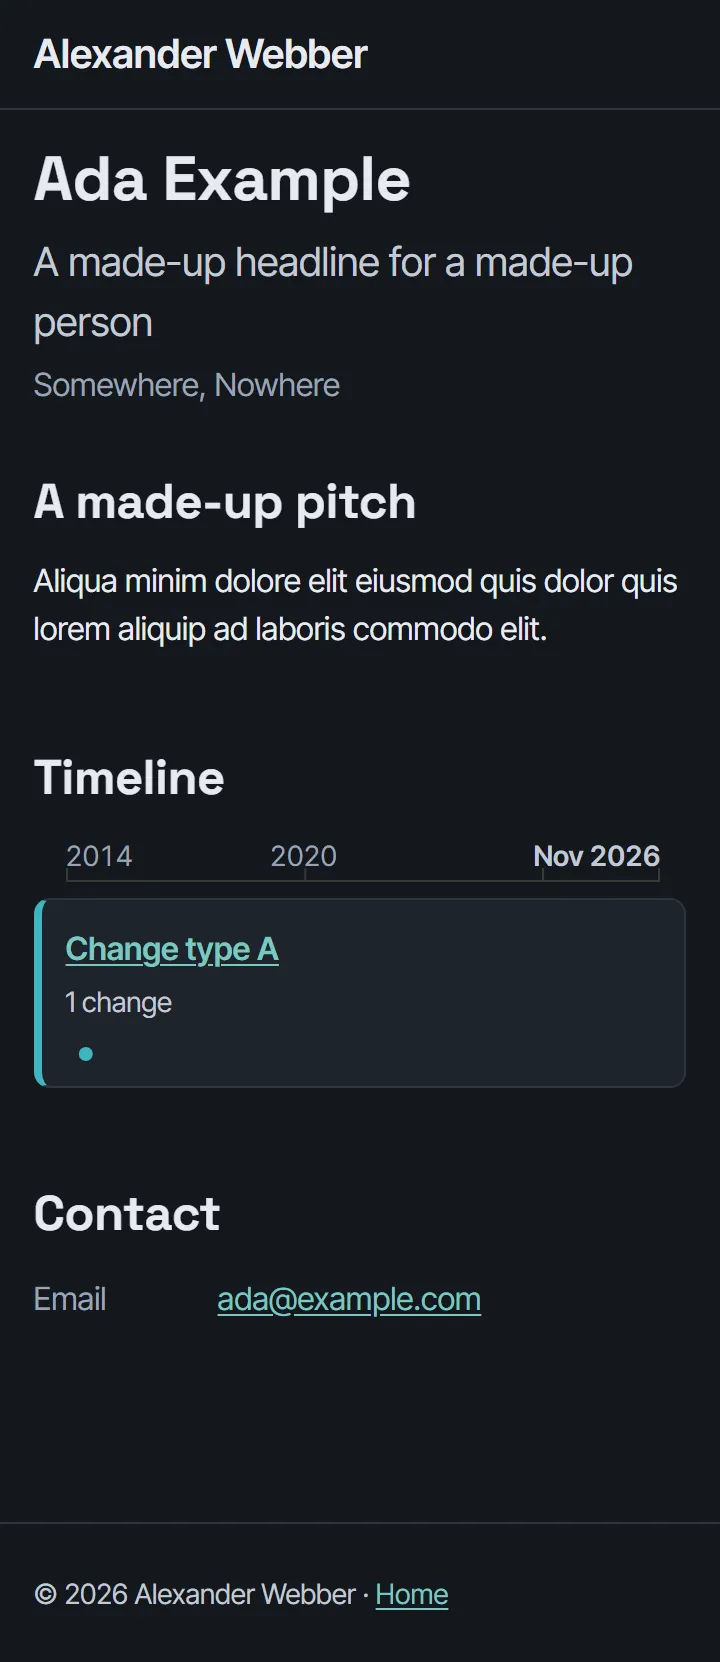 Alexander Webber
Ada Example
A made-up headline for a made-up
person
Somewhere, Nowhere
A made-up pitch
Aliqua minim dolore elit eiusmod quis dolor quis
lorem aliquip ad laboris commodo elit.
Timeline
2014 2020 Nov 2026
Change type A
1 change
Contact
Email ada@example.com
© 2026 Alexander Webber · Home